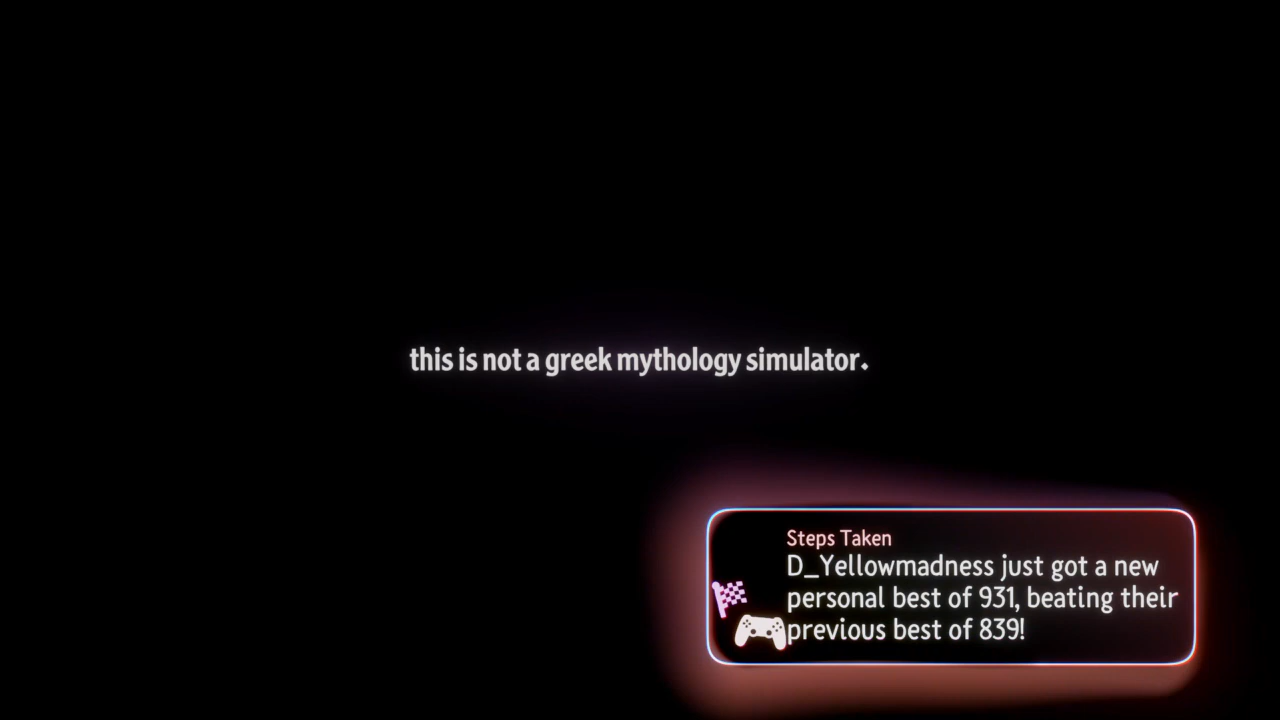 this is not a greek mythology simulator.
Steps Taken
D_Yellowmadness just got a new
personal best of 931, beating their
previous best of 839!